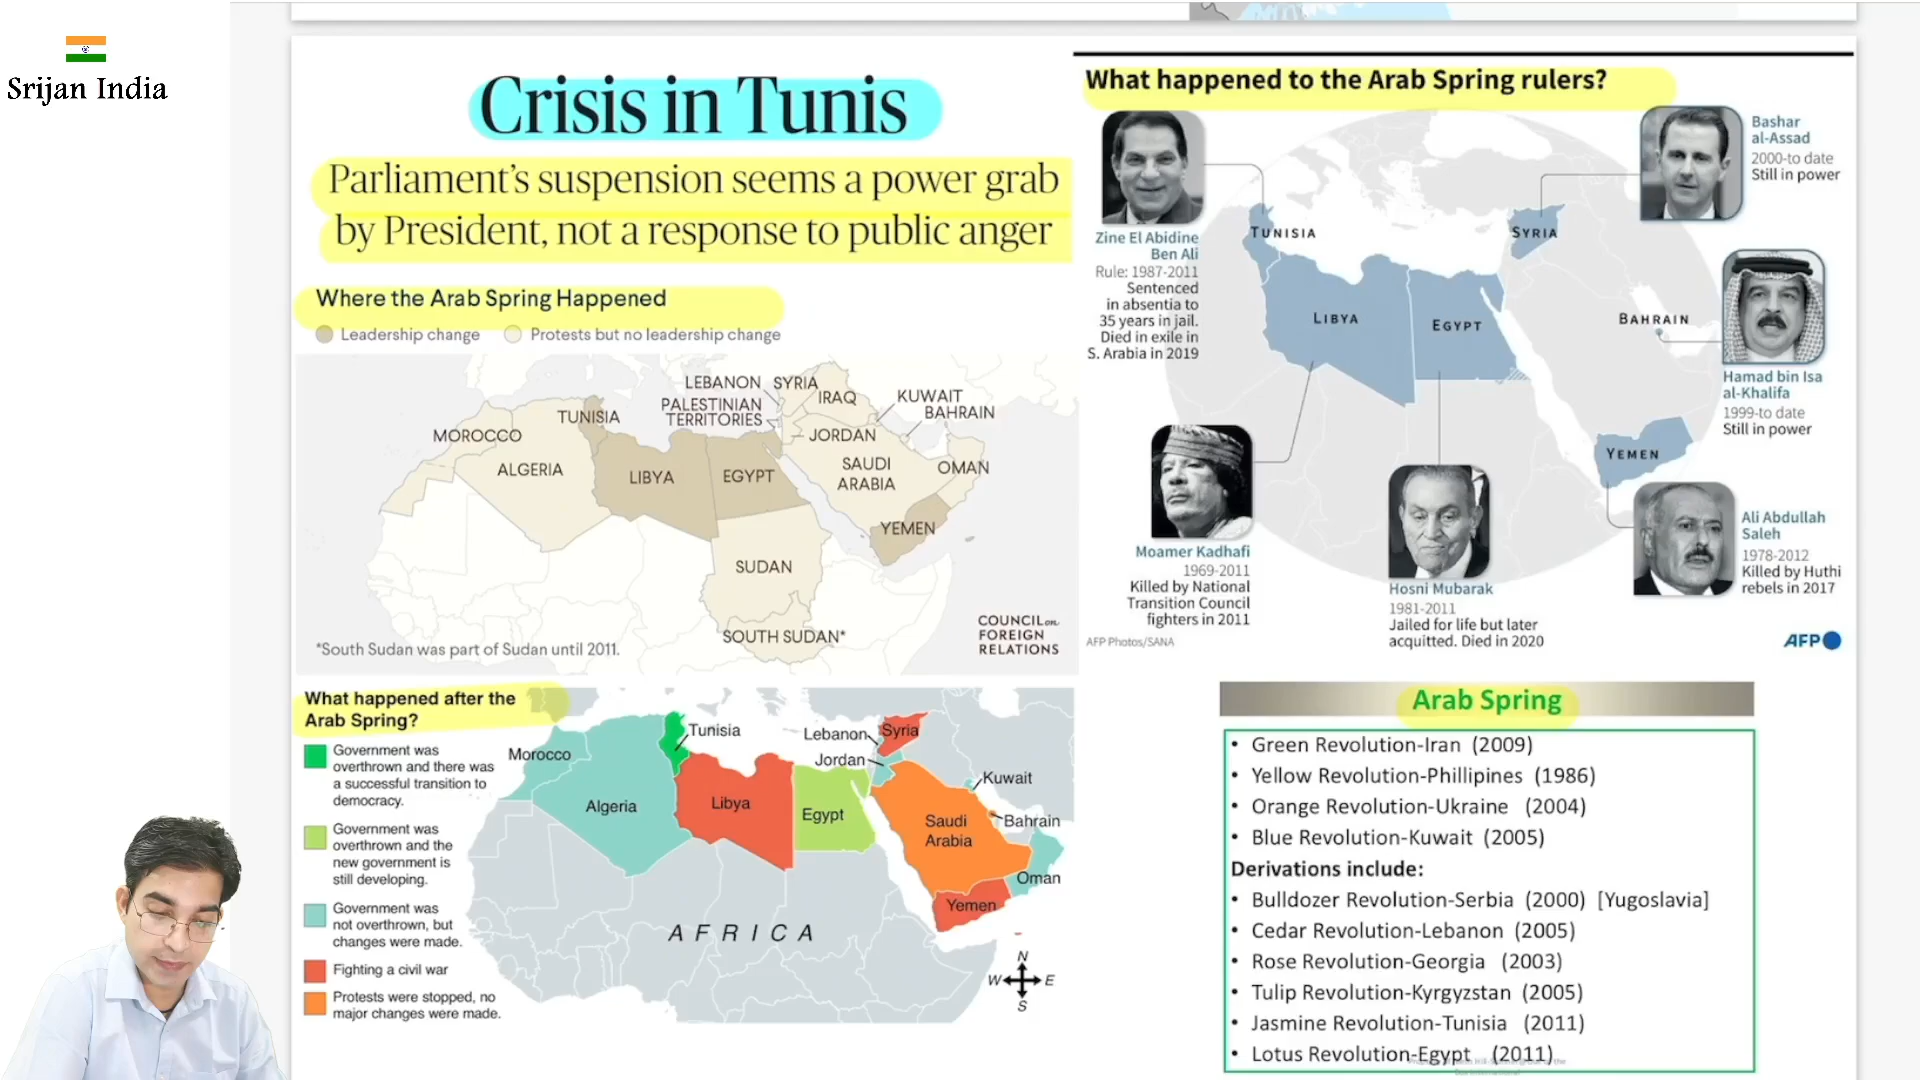 Srijan India
Crisis in Tunis
Parliament's suspension seems a power grab
by President, not a response to public anger
Where the Arab Spring Happened
Leadership change
Protests but no leadership change
LEBANON
SYRIA
IRAQ
KUWAIT
BAHRAIN
PALESTINIAN
TERRITORIES
TUNISIA
MOROCCO
JORDAN
ALGERIA
LIBYA
EGYPT
SAUDI
ARABIA
OMAN
YEMEN
SUDAN
SOUTH SUDAN*
*South Sudan was part of Sudan until 2011.
COUNCIL on
FOREIGN
RELATIONS
What happened to the Arab Spring rulers?
Zine El Abidine
Ben Ali
Rule: 1987-2011
Sentenced
in absentia to
35 years in jail.
Died in exile in
S. Arabia in 2019
Bashar
al-Assad
2000-to date
Still in power
TUNISIA
SYRIA
LIBYA
EGYPT
BAHRAIN
YEMEN
Hamad bin Isa
al-Khalifa
1999-to date
Still in power
Moamer Kadhafi
1969-2011
Killed by National
Transition Council
fighters in 2011
Hosni Mubarak
1981-2011
Jailed for life but later
acquitted. Died in 2020
Ali Abdullah
Saleh
1978-2012
Killed by Huthi
rebels in 2017
AFP Photos/SANA
AFP
What happened after the
Arab Spring?
Government was
overthrown and there was
a successful transition to
democracy.
Government was
overthrown and the
new government is
still developing.
Government was
not overthrown, but
changes were made.
Fighting a civil war
Protests were stopped, no
major changes were made.
Morocco
Tunisia
Lebanon
Syria
Jordan
Kuwait
Algeria
Libya
Egypt
Saudi
Arabia
Bahrain
Oman
Yemen
AFRICA
N
W
E
S
Arab Spring
• Green Revolution-Iran (2009)
• Yellow Revolution-Phillipines (1986)
• Orange Revolution-Ukraine (2004)
• Blue Revolution-Kuwait (2005)
Derivations include:
• Bulldozer Revolution-Serbia (2000) [Yugoslavia]
• Cedar Revolution-Lebanon (2005)
• Rose Revolution-Georgia (2003)
• Tulip Revolution-Kyrgyzstan (2005)
• Jasmine Revolution-Tunisia (2011)
• Lotus Revolution-Egypt (2011)